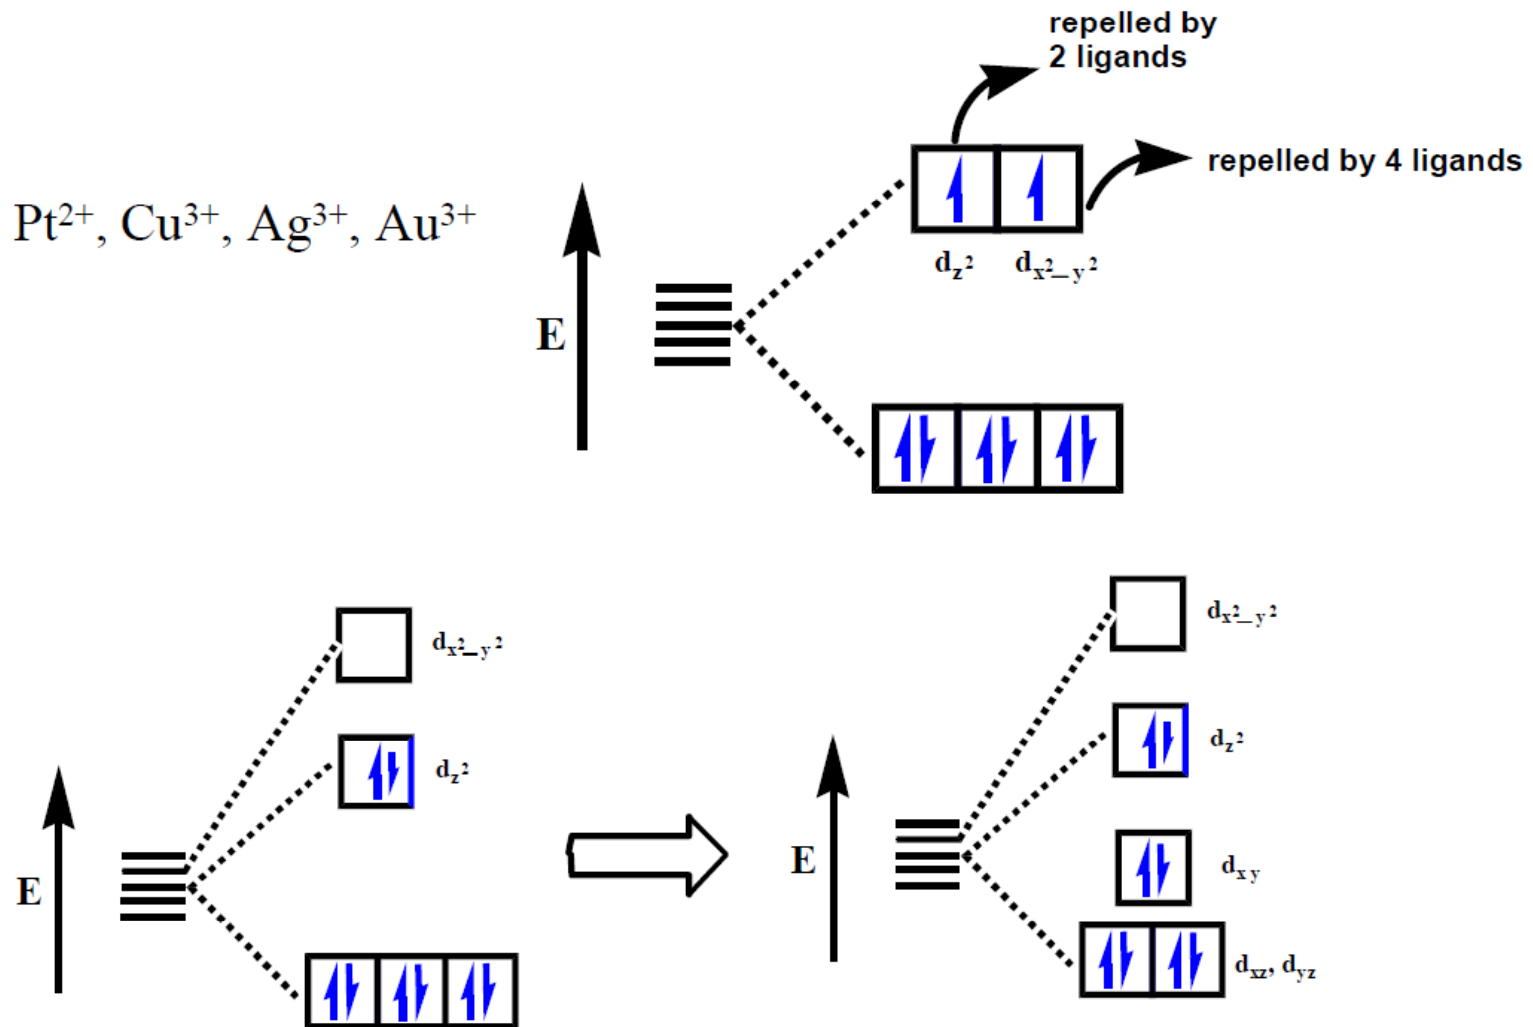 repelled by
2 ligands
repelled by 4 ligands
Pt²⁺, Cu³⁺, Ag³⁺, Au³⁺
E
d_z²
d_x²–y²
d_x²–y²
d_z²
E
d_x²–y²
d_z²
E
d_xy
d_xz, d_yz